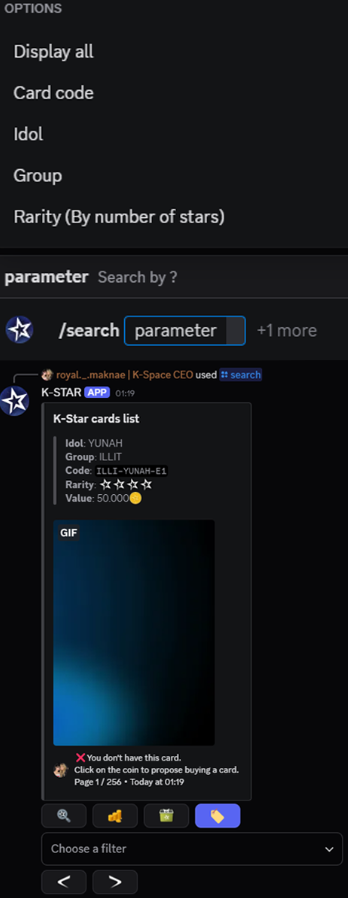 OPTIONS
Display all
Card code
Idol
Group
Rarity (By number of stars)
parameter Search by ?
/search parameter +1 more
royal._.maknae | K-Space CEO used search
K-STAR APP 01:19
K-Star cards list
Idol: YUNAH
Group: ILLIT
Code: ILLI-YUNAH-E1
Rarity:
Value: 50.000
GIF
❌You don't have this card.
Click on the coin to propose buying a card.
Page 1 / 256 • Today at 01:19
Choose a filter
< >